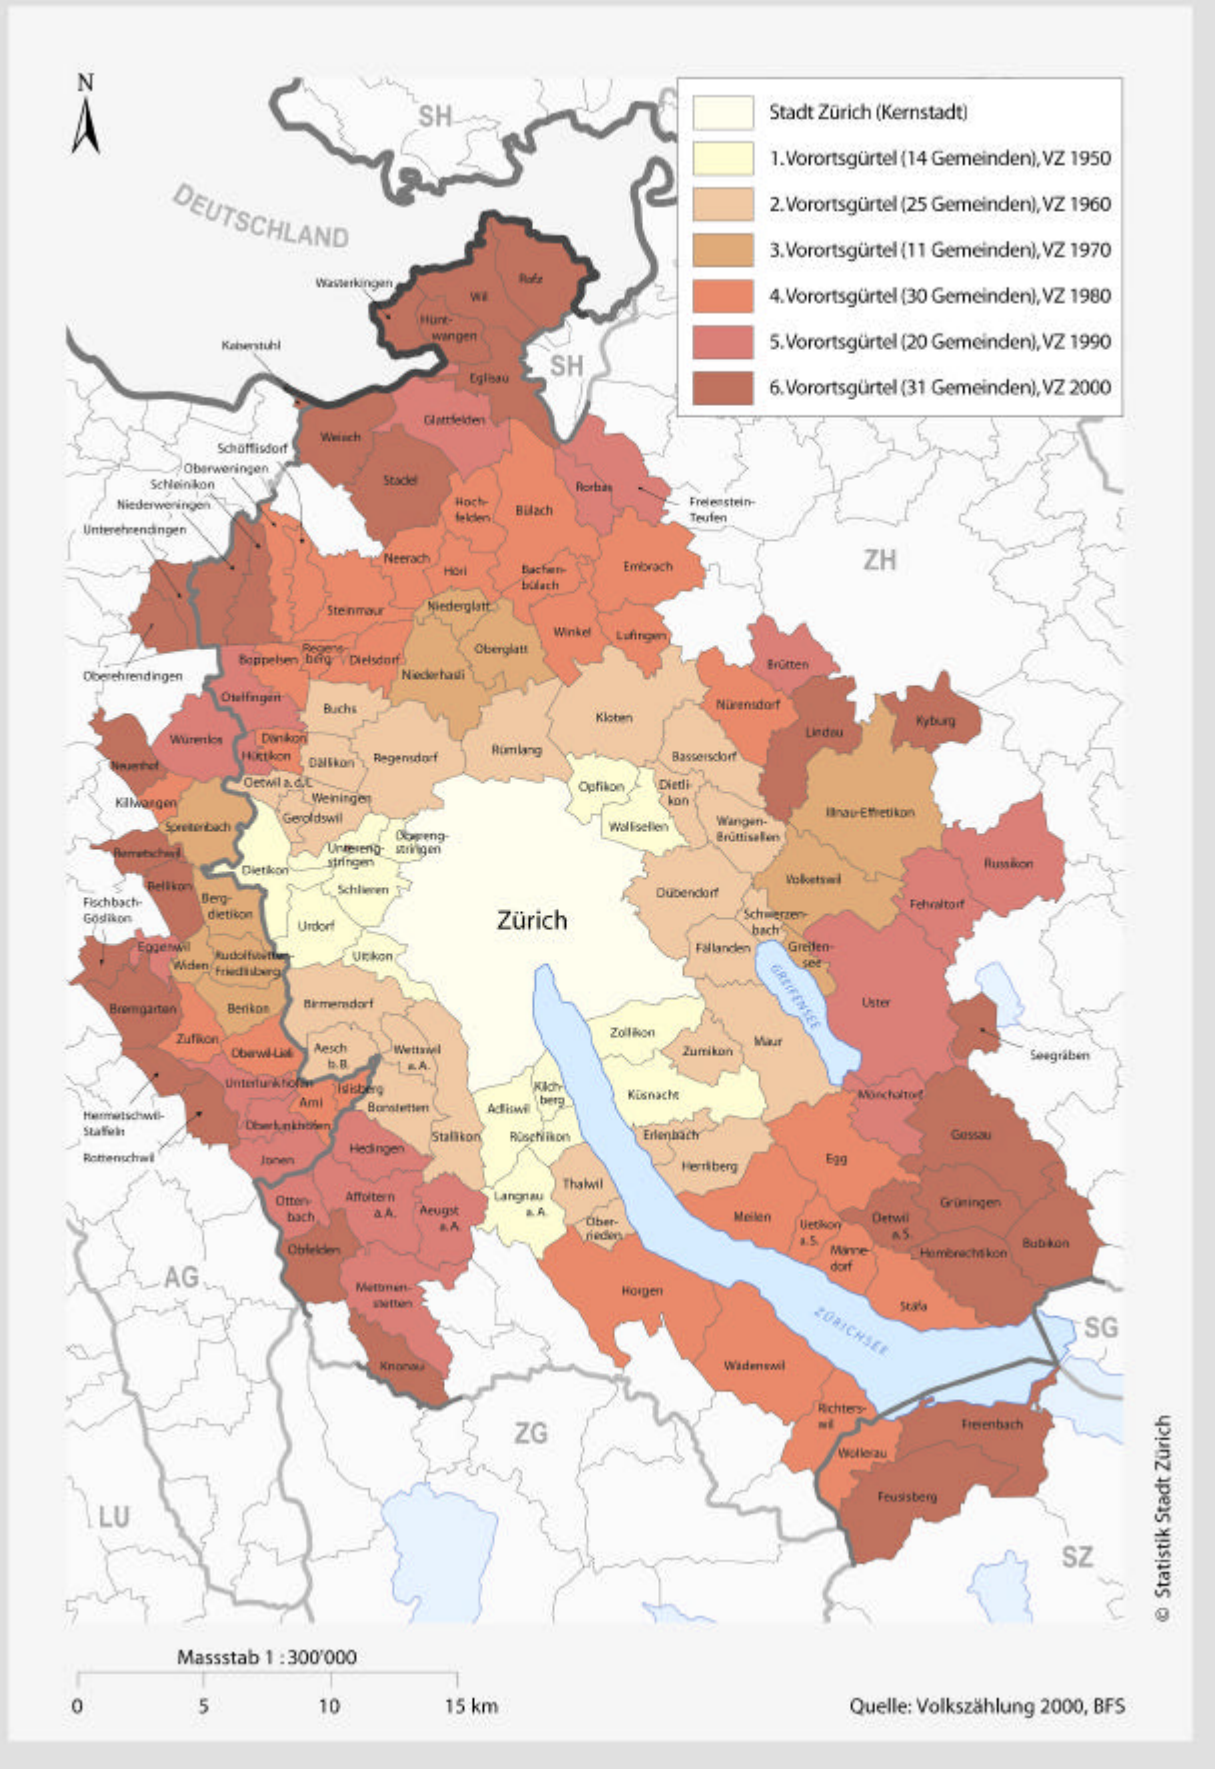 N
SH
DEUTSCHLAND
Stadt Zürich (Kernstadt)
1. Vorortsgürtel (14 Gemeinden), VZ 1950
2. Vorortsgürtel (25 Gemeinden), VZ 1960
3. Vorortsgürtel (11 Gemeinden), VZ 1970
4. Vorortsgürtel (30 Gemeinden), VZ 1980
5. Vorortsgürtel (20 Gemeinden), VZ 1990
6. Vorortsgürtel (31 Gemeinden), VZ 2000
Wasterkingen
Rafz
Wil
Hünt-
wangen
Kaiserstuhl
SH
Eglisau
Glattfelden
Weiach
Schöfflisdorf
Oberweningen
Stadel
Schleinikon
Rorbas
Niederweningen
Hoch-
felden
Bülach
Freienstein-
Teufen
Unterehrendingen
Neerach
Höri
Bachen-
bülach
Embrach
ZH
Steinmaur
Niederglatt
Winkel
Lufingen
Oberglatt
Regens-
berg
Boppelsen
Dielsdorf
Brütten
Oberehrendingen
Niederhasli
Otelfingen
Buchs
Nürensdorf
Kloten
Kyburg
Lindau
Würenlos
Dänikon
Hüttikon
Rümlang
Bassersdorf
Regensdorf
Dällikon
Neuenhof
Oetwil a.d.L.
Opfikon
Dietli-
kon
Killwangen
Weiningen
Geroldswil
Illnau-Effretikon
Spreitenbach
Wallisellen
Wangen-
Brüttisellen
Obereng-
stringen
Untereng-
stringen
Remetschwil
Dietikon
Russikon
Bellikon
Schlieren
Dübendorf
Volketswil
Fischbach-
Göslikon
Berg-
dietikon
Fehraltorf
Zürich
Schwerzen-
bach
Urdorf
Eggenwil
Fällanden
Greifen-
see
Widen
Rudolfstetten-
Friedlisberg
Uitikon
GREIFENSEE
Bremgarten
Berikon
Birmensdorf
Uster
Zollikon
Zufikon
Oberwil-Lieli
Aesch
b.B.
Wettswil
a.A.
Zumikon
Maur
Seegräben
Unterlunkhofen
Islisberg
Kilch-
berg
Küsnacht
Mönchaltorf
Arni
Bonstetten
Adliswil
Hermetschwil-
Staffeln
Oberlunkhofen
Stallikon
Rüschlikon
Erlenbach
Gossau
Rottenschwil
Jonen
Hedingen
Herrliberg
Egg
Thalwil
Otten-
bach
Affoltern
a.A.
Aeugst
a.A.
Langnau
a.A.
Grüningen
Meilen
Oetwil
a.S.
Uetikon
a.S.
Ober-
rieden
Obfelden
Bubikon
Hombrechtikon
Männe-
dorf
AG
Mettmen-
stetten
Horgen
Stäfa
ZÜRICHSEE
SG
Knonau
Wädenswil
Richters-
wil
ZG
Freienbach
Wollerau
Feusisberg
LU
SZ
© Statistik Stadt Zürich
Massstab 1 : 300'000
0 5 10 15 km
Quelle: Volkszählung 2000, BFS